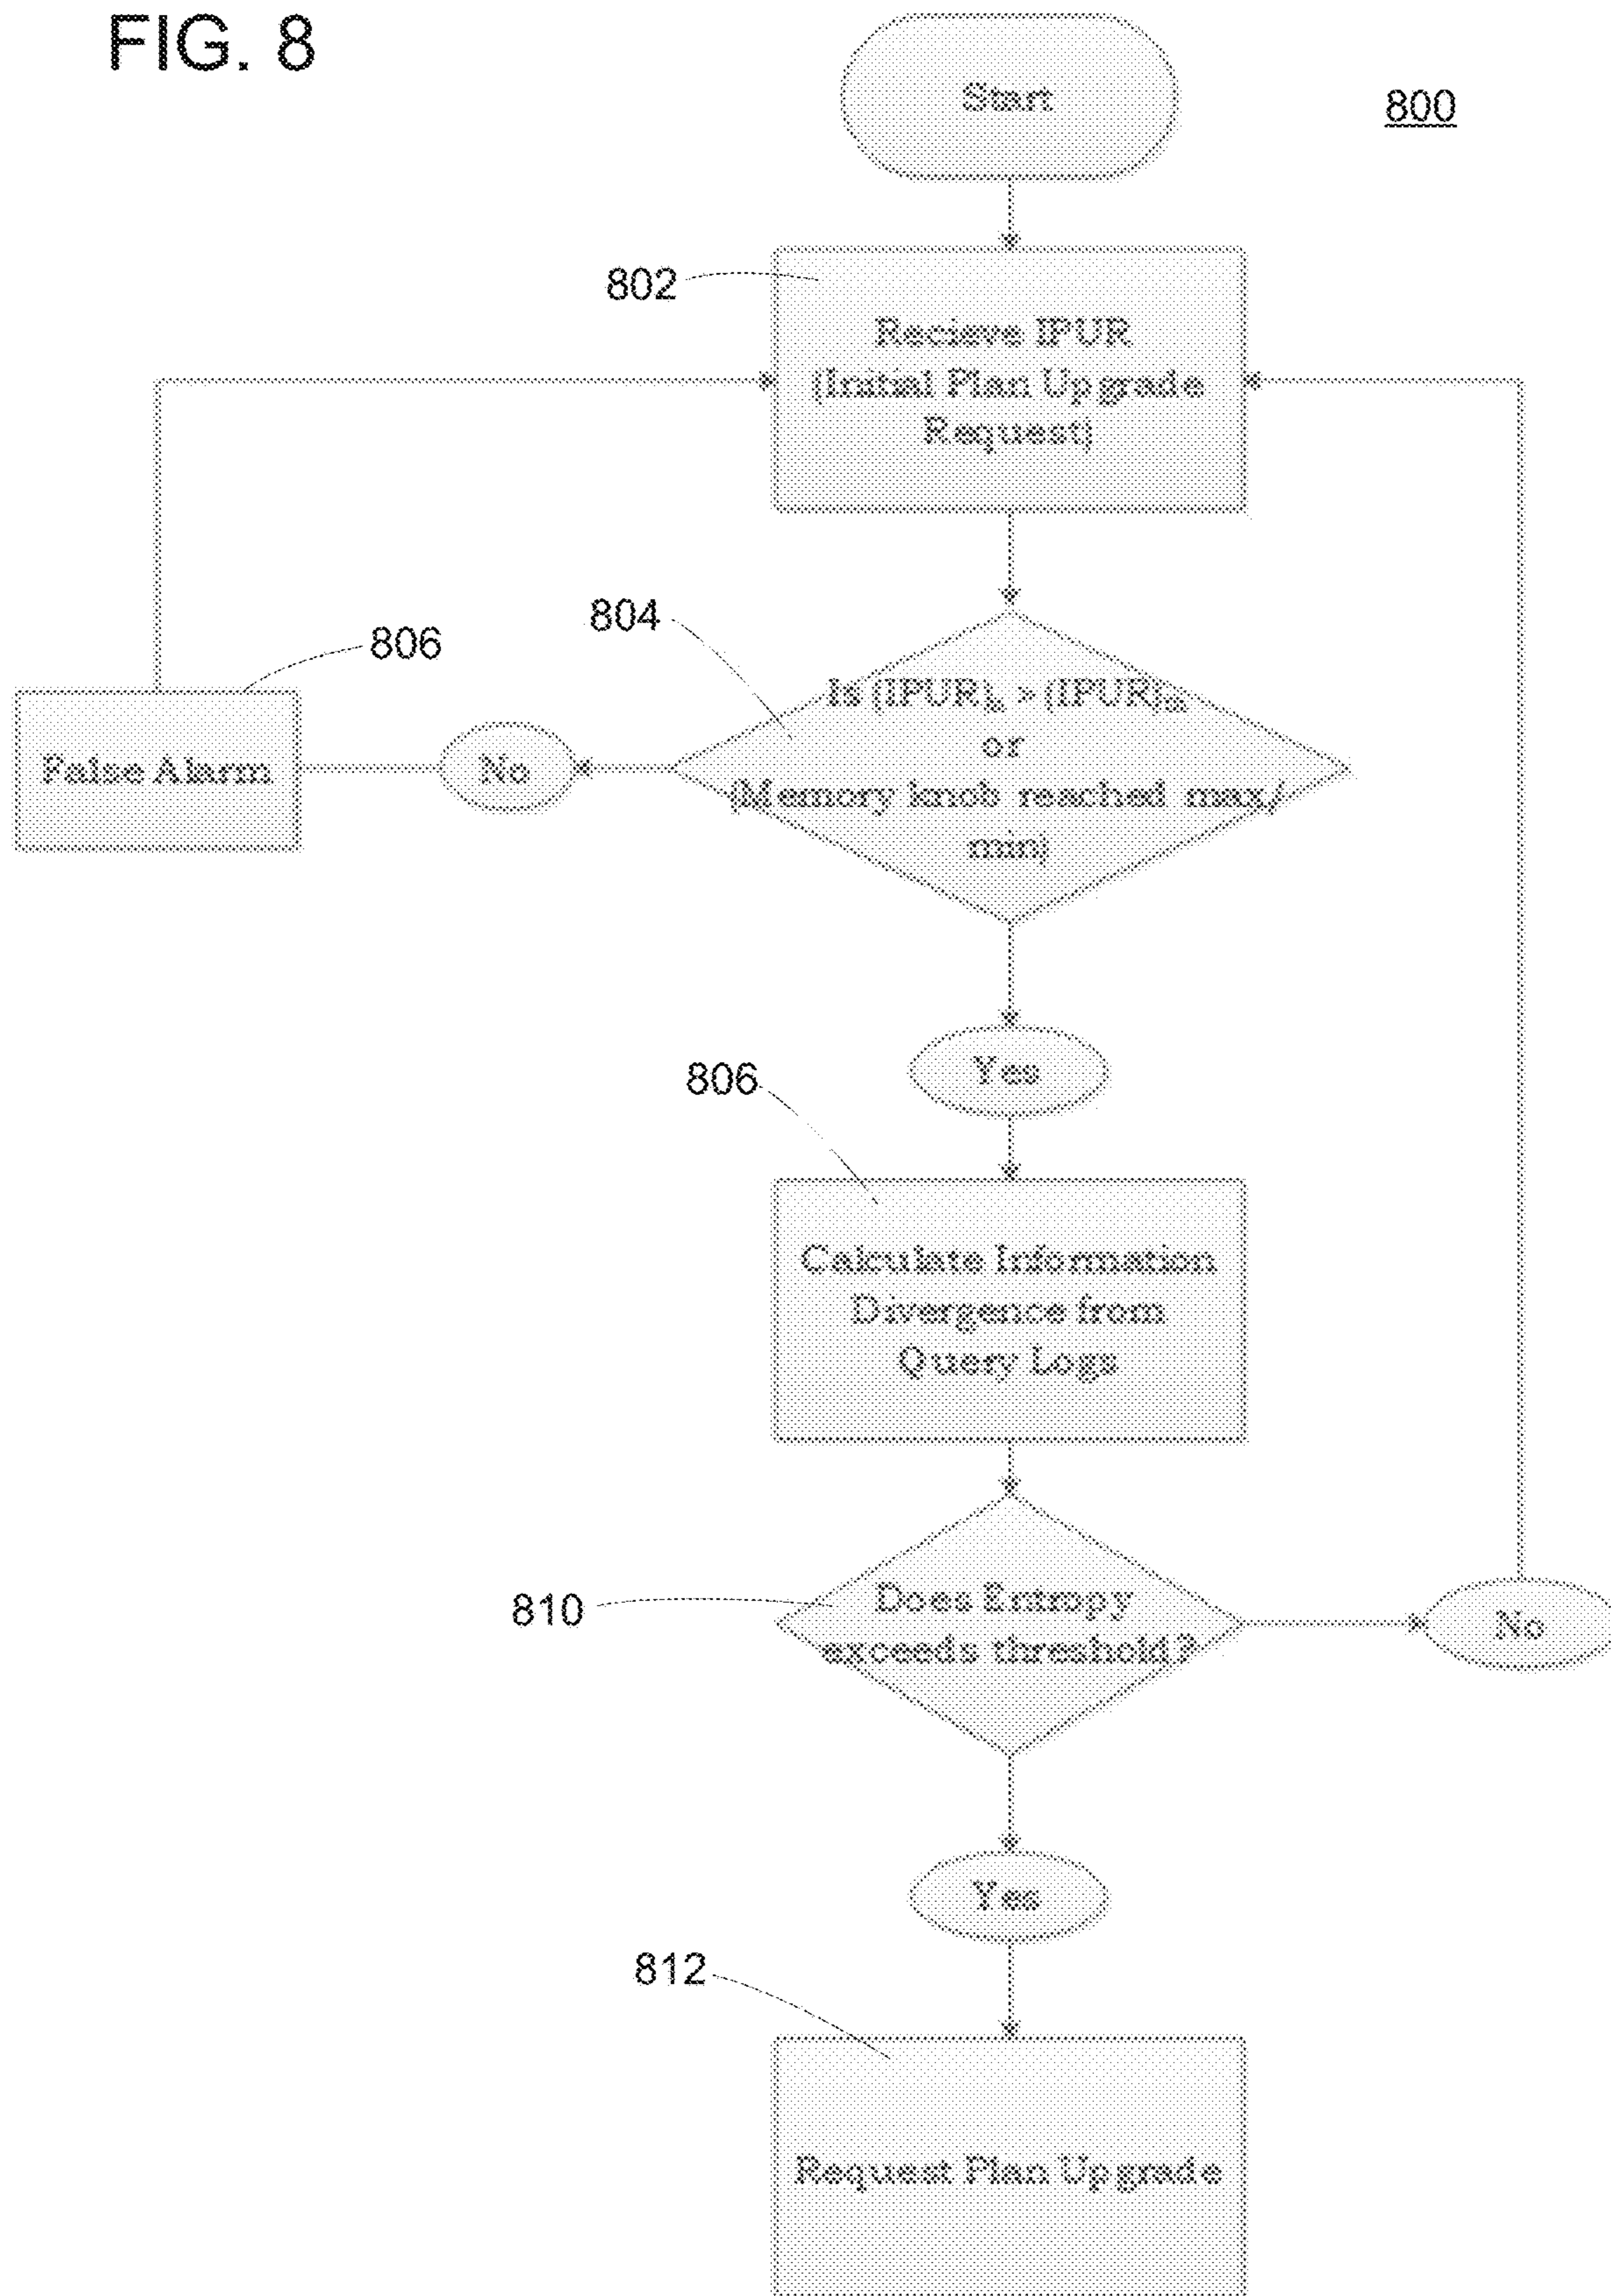 FIG. 8
800
Start
802
Recieve IPUR
(Initial Plan Upgrade
Request)
804
806
Is (IPUR)ₖ > (IPUR)ₘ
or
(Memory knob reached max/
min)
No
False Alarm
Yes
806
Calculate Information
Divergence from
Query Logs
810
Does Entropy
exceeds threshold?
No
Yes
812
Request Plan Upgrade